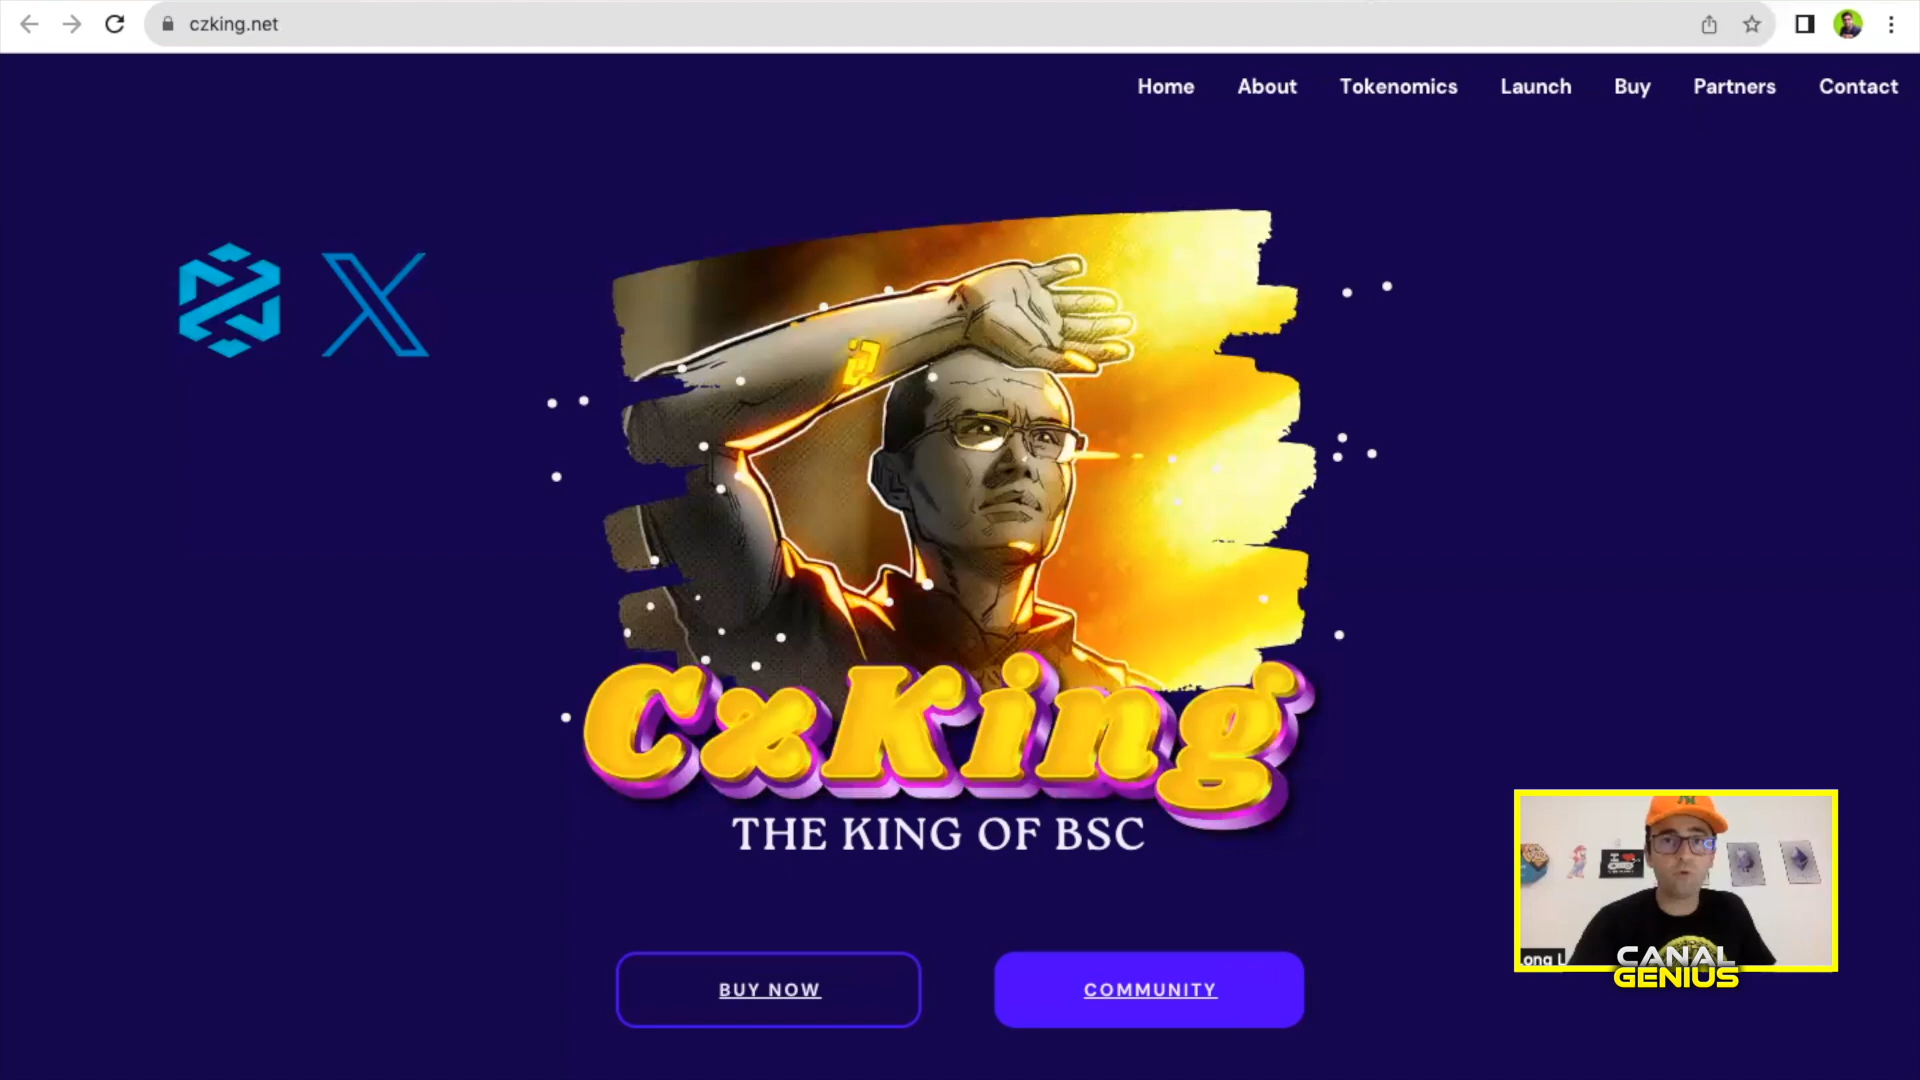 czking.net
Home About Tokenomics Launch Buy Partners Contact
CzKing
THE KING OF BSC
BUY NOW
COMMUNITY
CANAL
GENIUS